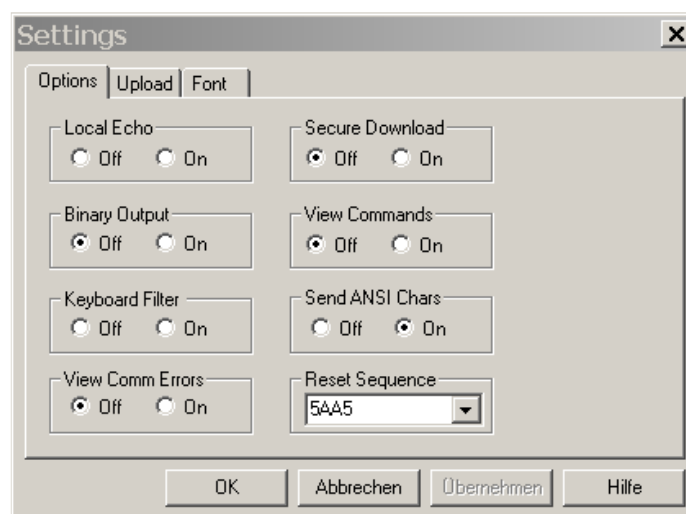 Settings
Options Upload Font
Local Echo
Off On
Secure Download
Off On
Binary Output
Off On
View Commands
Off On
Keyboard Filter
Off On
Send ANSI Chars
Off On
View Comm Errors
Off On
Reset Sequence
5AA5
OK Abbrechen Übernehmen Hilfe